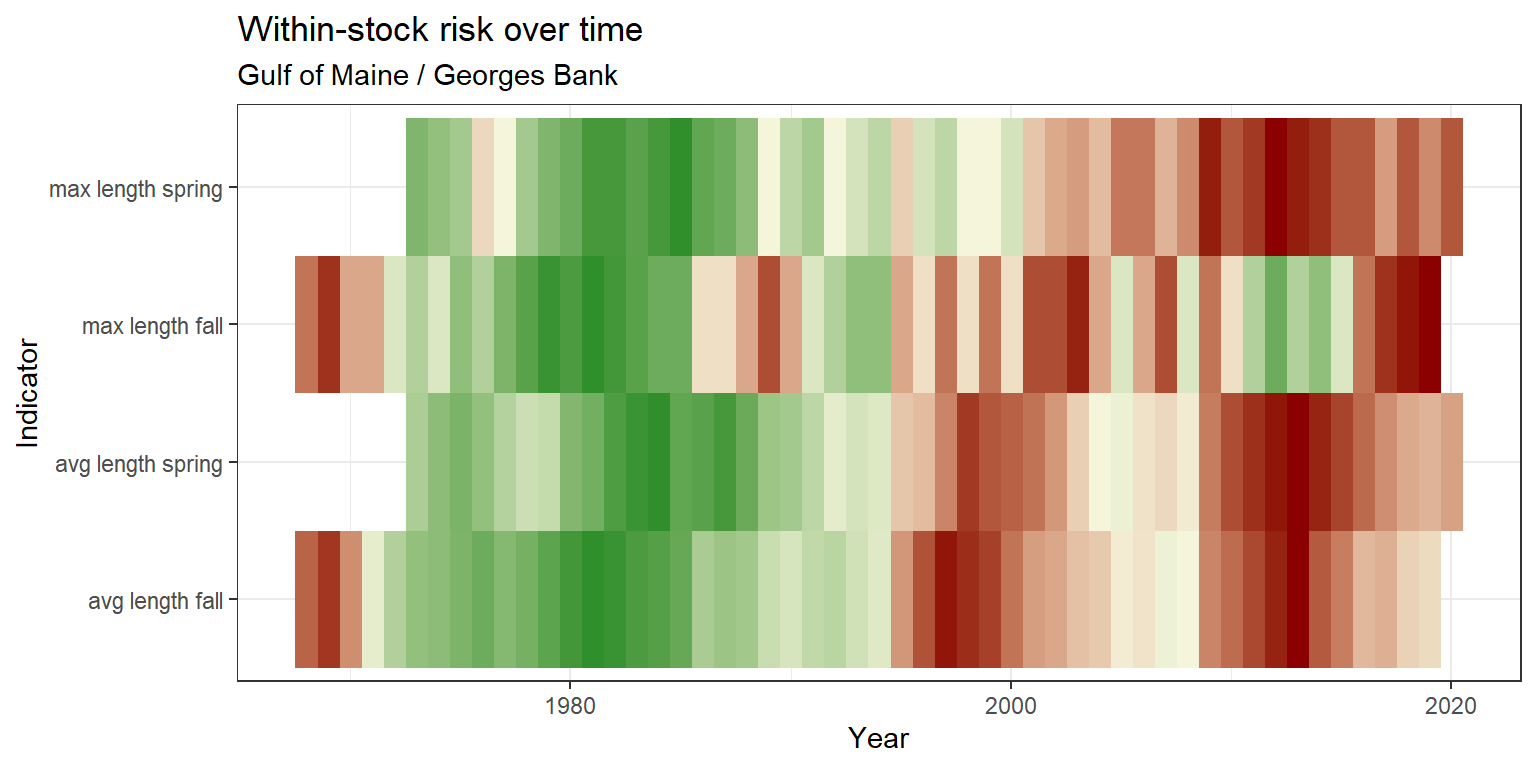 Within-stock risk over time
Gulf of Maine / Georges Bank
Indicator
max length spring
max length fall
avg length spring
avg length fall
1980
2000
2020
Year